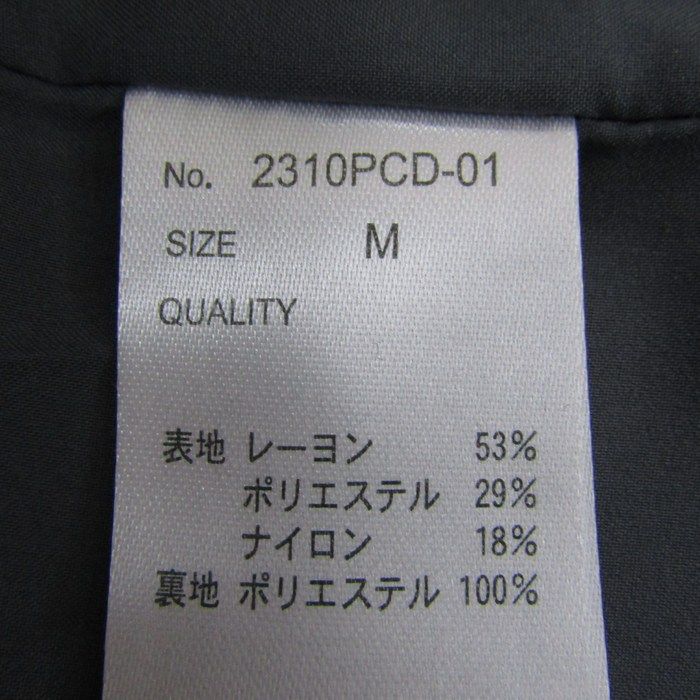 No. 2310PCD-01
SIZE M
QUALITY
表地 レーヨン 53%
ポリエステル 29%
ナイロン 18%
裏地 ポリエステル 100%